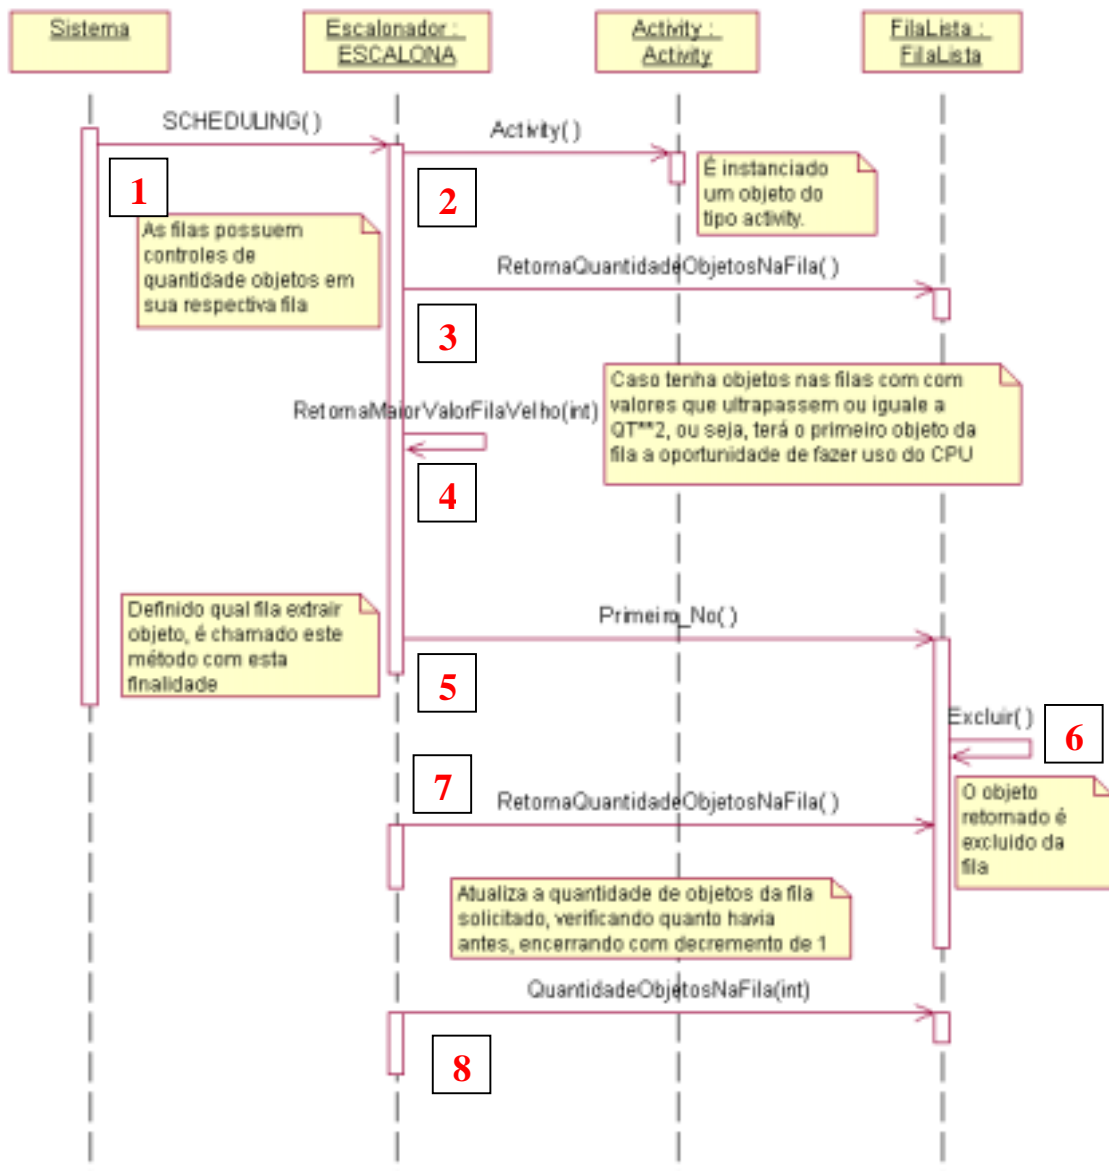 Sistema
Escalonador :
ESCALONA
Activity :
Activity
FilaLista :
FilaLista
SCHEDULING( )
Activity( )
1
2
É instanciado
um objeto do
tipo activity.
As filas possuem
controles de
quantidade objetos em
sua respectiva fila
RetornaQuantidadeObjetosNaFila( )
3
Caso tenha objetos nas filas com com
valores que ultrapassem ou iguale a
QT**2, ou seja, terá o primeiro objeto da
fila a oportunidade de fazer uso do CPU
RetornaMaiorValorFilaVelho(int)
4
Definido qual fila extrair
objeto, é chamado este
método com esta
finalidade
Primeiro_No( )
5
Excluir( )
6
7
RetornaQuantidadeObjetosNaFila( )
O objeto
retornado é
excluido da
fila
Atualiza a quantidade de objetos da fila
solicitado, verificando quanto havia
antes, encerrando com decremento de 1
QuantidadeObjetosNaFila(int)
8